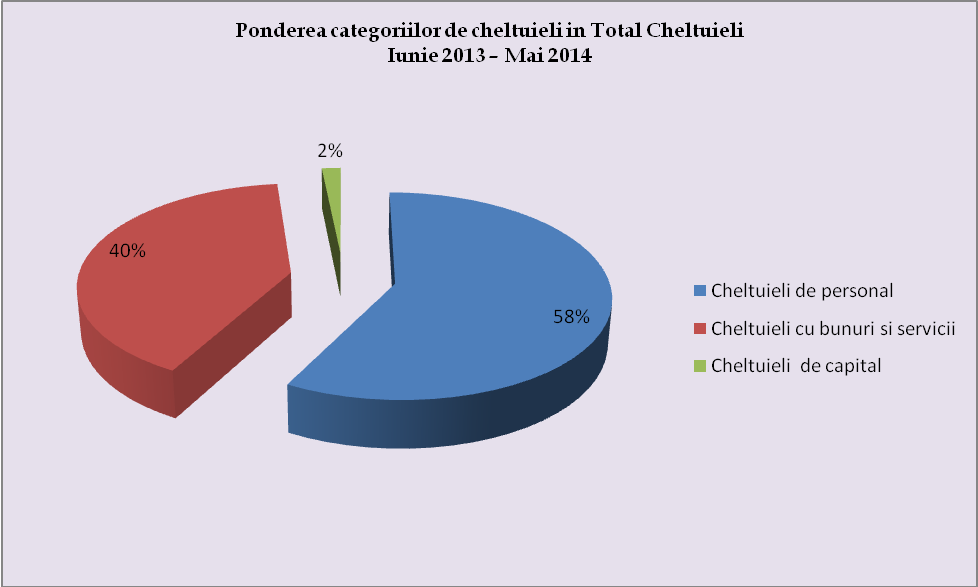 Ponderea categoriilor de cheltuieli in Total Cheltuieli
Iunie 2013 – Mai 2014
2%
40%
58%
Cheltuieli de personal
Cheltuieli cu bunuri si servicii
Cheltuieli de capital